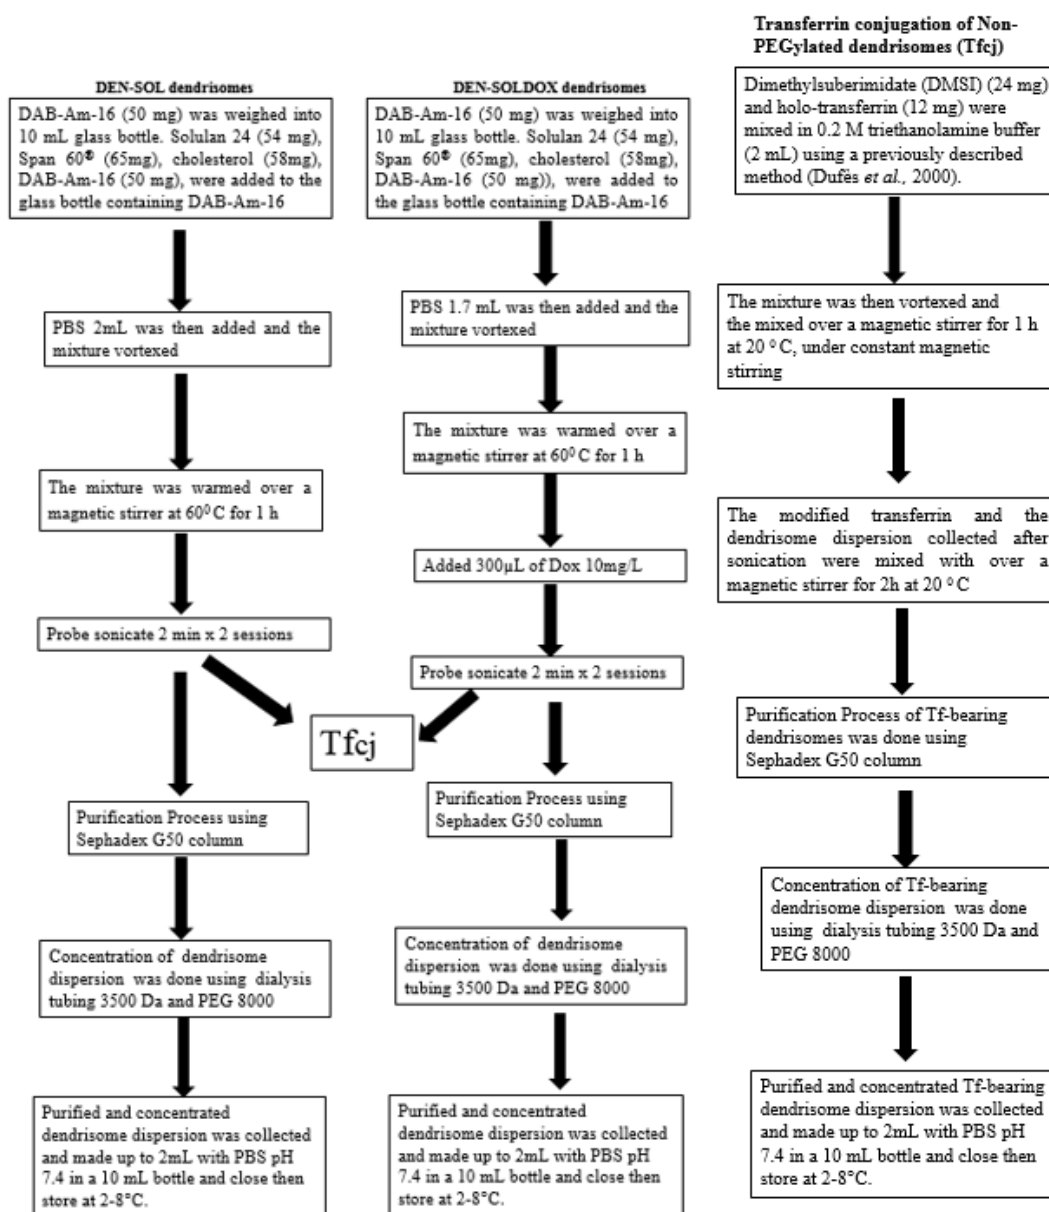 DEN-SOL dendrisomes
DAB-Am-16 (50 mg) was weighed into
10 mL glass bottle. Solulan 24 (54 mg),
Span 60® (65mg), cholesterol (58mg),
DAB-Am-16 (50 mg), were added to the
glass bottle containing DAB-Am-16
PBS 2mL was then added and the
mixture vortexed
The mixture was warmed over a
magnetic stirrer at 60⁰ C for 1 h
Probe sonicate 2 min x 2 sessions
Tfcj
Purification Process using
Sephadex G50 column
Concentration of dendrisome
dispersion was done using dialysis
tubing 3500 Da and PEG 8000
Purified and concentrated
dendrisome dispersion was collected
and made up to 2mL with PBS pH
7.4 in a 10 mL bottle and close then
store at 2-8°C.
DEN-SOLDOX dendrisomes
DAB-Am-16 (50 mg) was weighed into
10 mL glass bottle. Solulan 24 (54 mg),
Span 60® (65mg), cholesterol (58mg),
DAB-Am-16 (50 mg)), were added to
the glass bottle containing DAB-Am-16
PBS 1.7 mL was then added and the
mixture vortexed
The mixture was warmed over a
magnetic stirrer at 60⁰ C for 1 h
Added 300µL of Dox 10mg/L
Probe sonicate 2 min x 2 sessions
Purification Process using
Sephadex G50 column
Concentration of dendrisome
dispersion was done using dialysis
tubing 3500 Da and PEG 8000
Purified and concentrated
dendrisome dispersion was collected
and made up to 2mL with PBS pH
7.4 in a 10 mL bottle and close then
store at 2-8°C.
Transferrin conjugation of Non-
PEGylated dendrisomes (Tfcj)
Dimethylsuberimidate (DMSI) (24 mg)
and holo-transferrin (12 mg) were
mixed in 0.2 M triethanolamine buffer
(2 mL) using a previously described
method (Dufès et al., 2000).
The mixture was then vortexed and
the mixed over a magnetic stirrer for 1 h
at 20 ⁰ C, under constant magnetic
stirring
The modified transferrin and the
dendrisome dispersion collected after
sonication were mixed with over a
magnetic stirrer for 2h at 20 ⁰ C
Purification Process of Tf-bearing
dendrisomes was done using
Sephadex G50 column
Concentration of Tf-bearing
dendrisome dispersion was done
using dialysis tubing 3500 Da and
PEG 8000
Purified and concentrated Tf-bearing
dendrisome dispersion was collected
and made up to 2mL with PBS pH
7.4 in a 10 mL bottle and close then
store at 2-8°C.